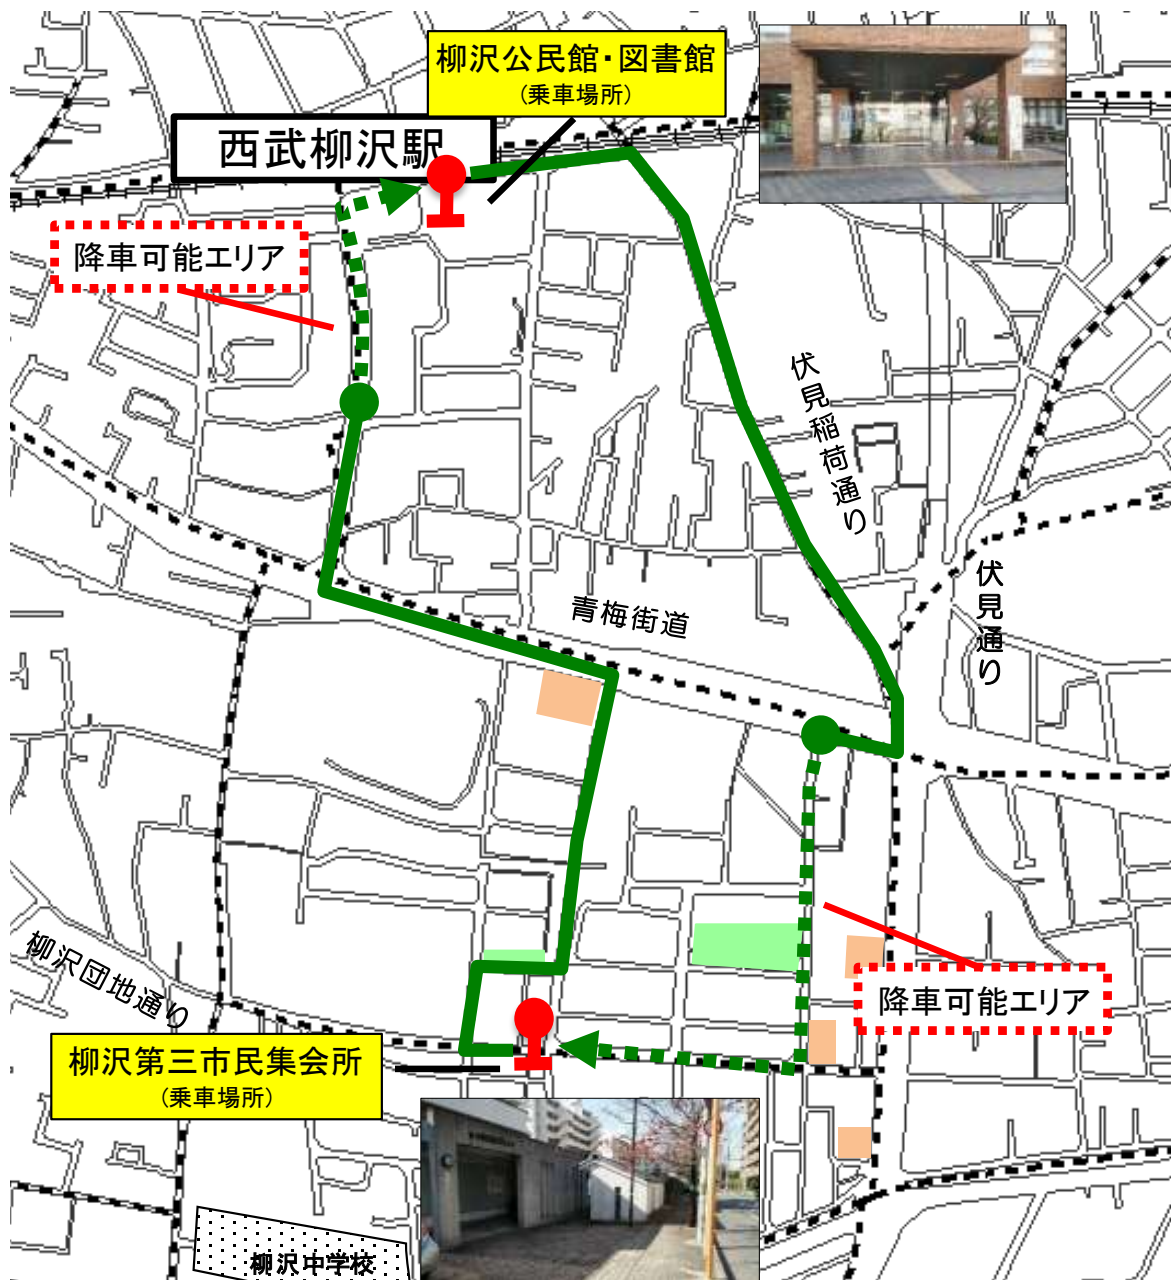 柳沢公民館・図書館
(乗車場所)
西武柳沢駅
降車可能エリア
伏見稲荷通り
伏見通り
青梅街道
柳沢団地通り
降車可能エリア
柳沢第三市民集会所
(乗車場所)
柳沢中学校